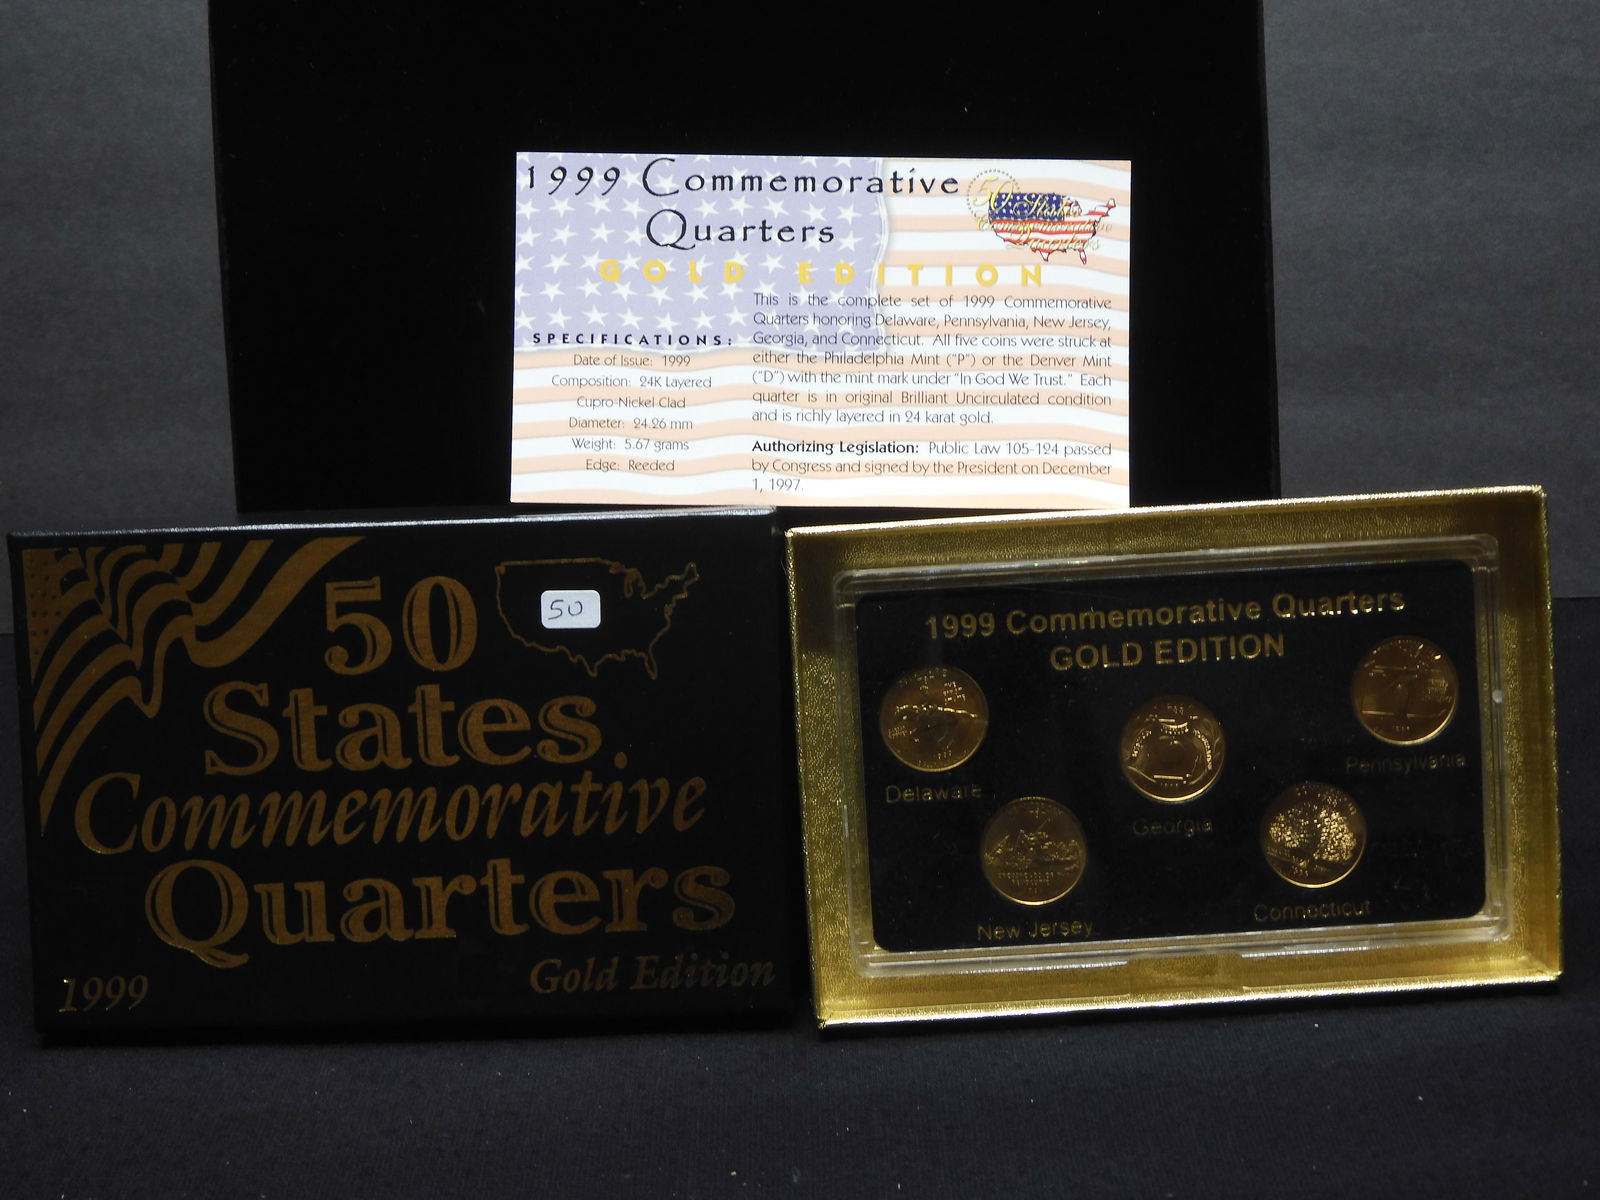 1999 Commemorative
Quarters
GOLD EDITION
50 States
Commemorative
Quarters
SPECIFICATIONS:
Date of Issue: 1999
Composition: 24K Layered
Cupro-Nickel Clad
Diameter: 24.26 mm
Weight: 5.67 grams
Edge: Reeded
This is the complete set of 1999 Commemorative
Quarters honoring Delaware, Pennsylvania, New Jersey,
Georgia, and Connecticut. All five coins were struck at
either the Philadelphia Mint ("P") or the Denver Mint
("D") with the mint mark under "In God We Trust." Each
quarter is in original Brilliant Uncirculated condition
and is richly layered in 24 karat gold.
Authorizing Legislation: Public Law 105-124 passed
by Congress and signed by the President on December
1, 1997.
50
50
States
Commemorative
Quarters
1999
Gold Edition
1999 Commemorative Quarters
GOLD EDITION
Delaware
Georgia
Pennsylvania
New Jersey
Connecticut